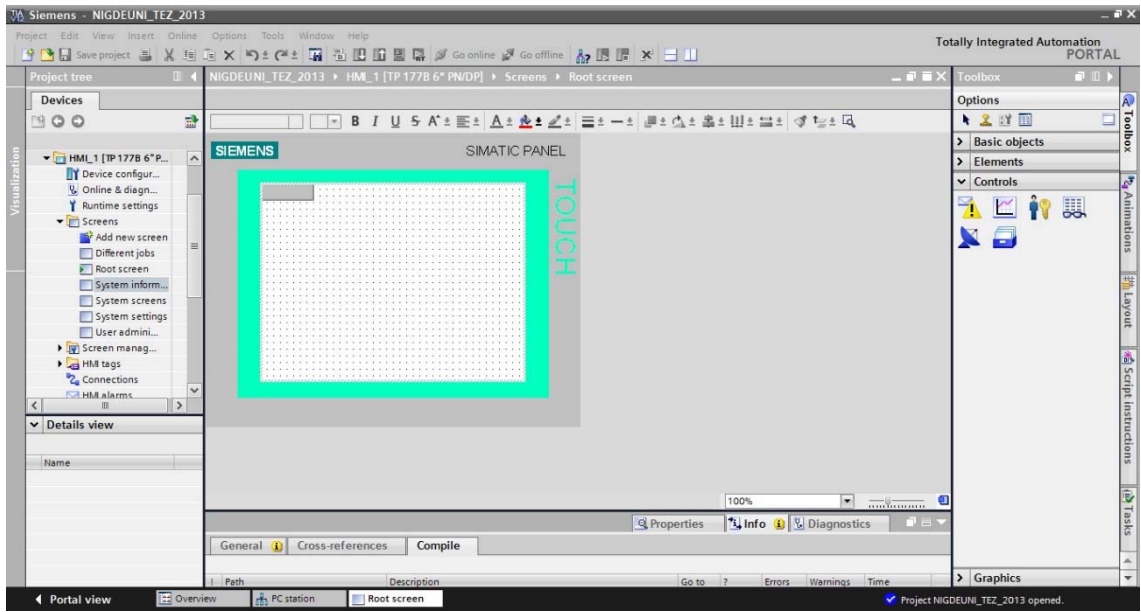 Siemens - NIGDEUNI_TEZ_2013
Project Edit View Insert Online Options Tools Window Help
Totally Integrated Automation
PORTAL
Save project Go online Go offline
Project tree
NIGDEUNI_TEZ_2013 HMI_1 [TP 177B 6" PN/DP] Screens Root screen
Toolbox
Devices
Options
B I U S A A
Basic objects
Elements
Controls
Visualization
HMI_1 [TP 177B 6" P...
Device configur...
Online & diagn...
Runtime settings
Screens
Add new screen
Different jobs
Root screen
System inform...
System screens
System settings
User admini...
Screen manag...
HMI tags
Connections
HMI alarms
SIEMENS
SIMATIC PANEL
TOUCH
Toolbox
Animations
Layout
Script instructions
Tasks
Details view
Name
100%
Properties Info Diagnostics
General Cross-references Compile
! Path Description Go to ? Errors Warnings Time
Graphics
Portal view Overview PC station Root screen
Project NIGDEUNI_TEZ_2013 opened.